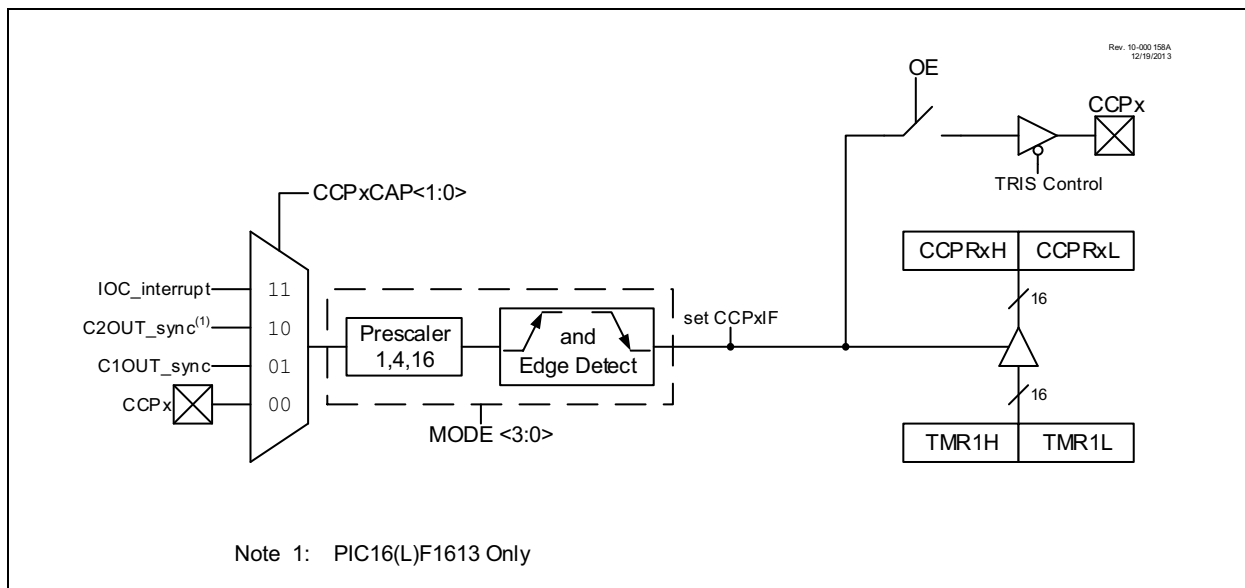 Rev. 10-000 158A
12/19/2013
OE
CCPx
TRIS Control
CCPxCAP<1:0>
CCPRxH CCPRxL
IOC_interrupt 11
16
C2OUT_sync(1) 10
set CCPxIF
Prescaler
1,4,16
and
Edge Detect
C1OUT_sync 01
CCPx 00
16
MODE <3:0>
TMR1H TMR1L
Note 1: PIC16(L)F1613 Only